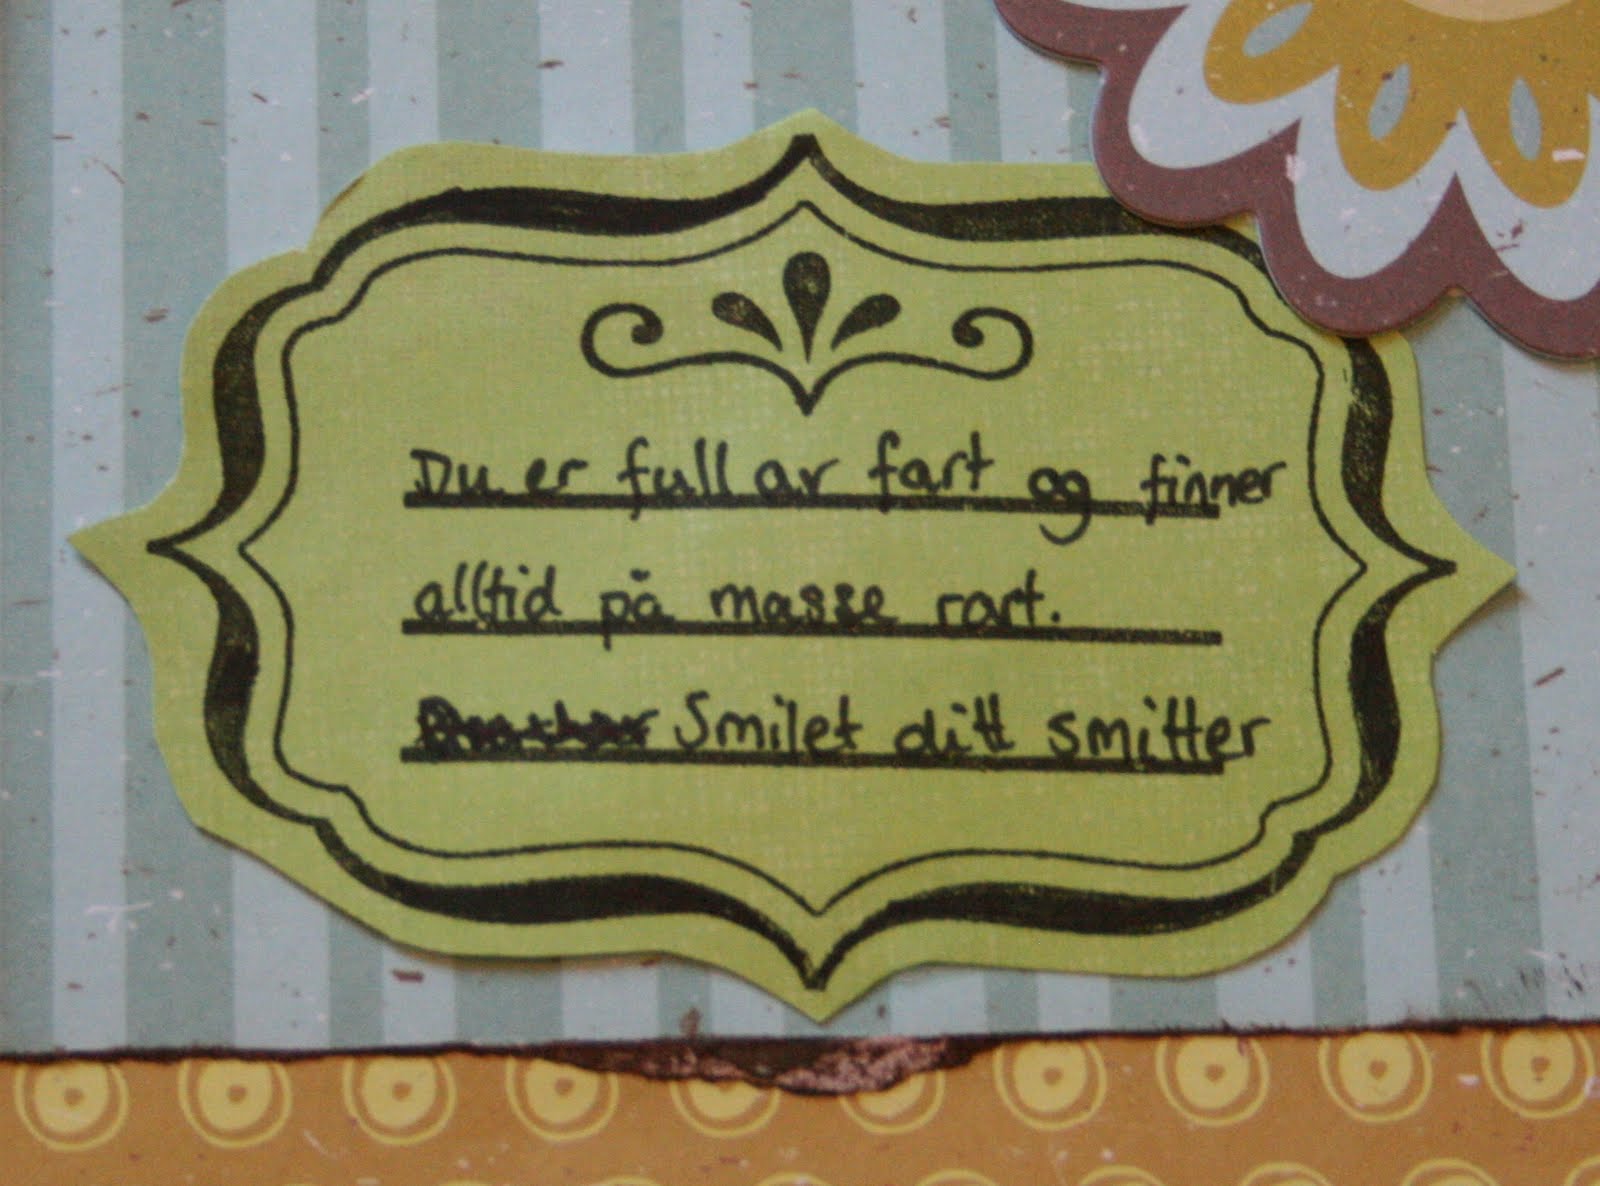 Du er full av fart og finner
alltid på masse rart.
Smilet ditt smitter